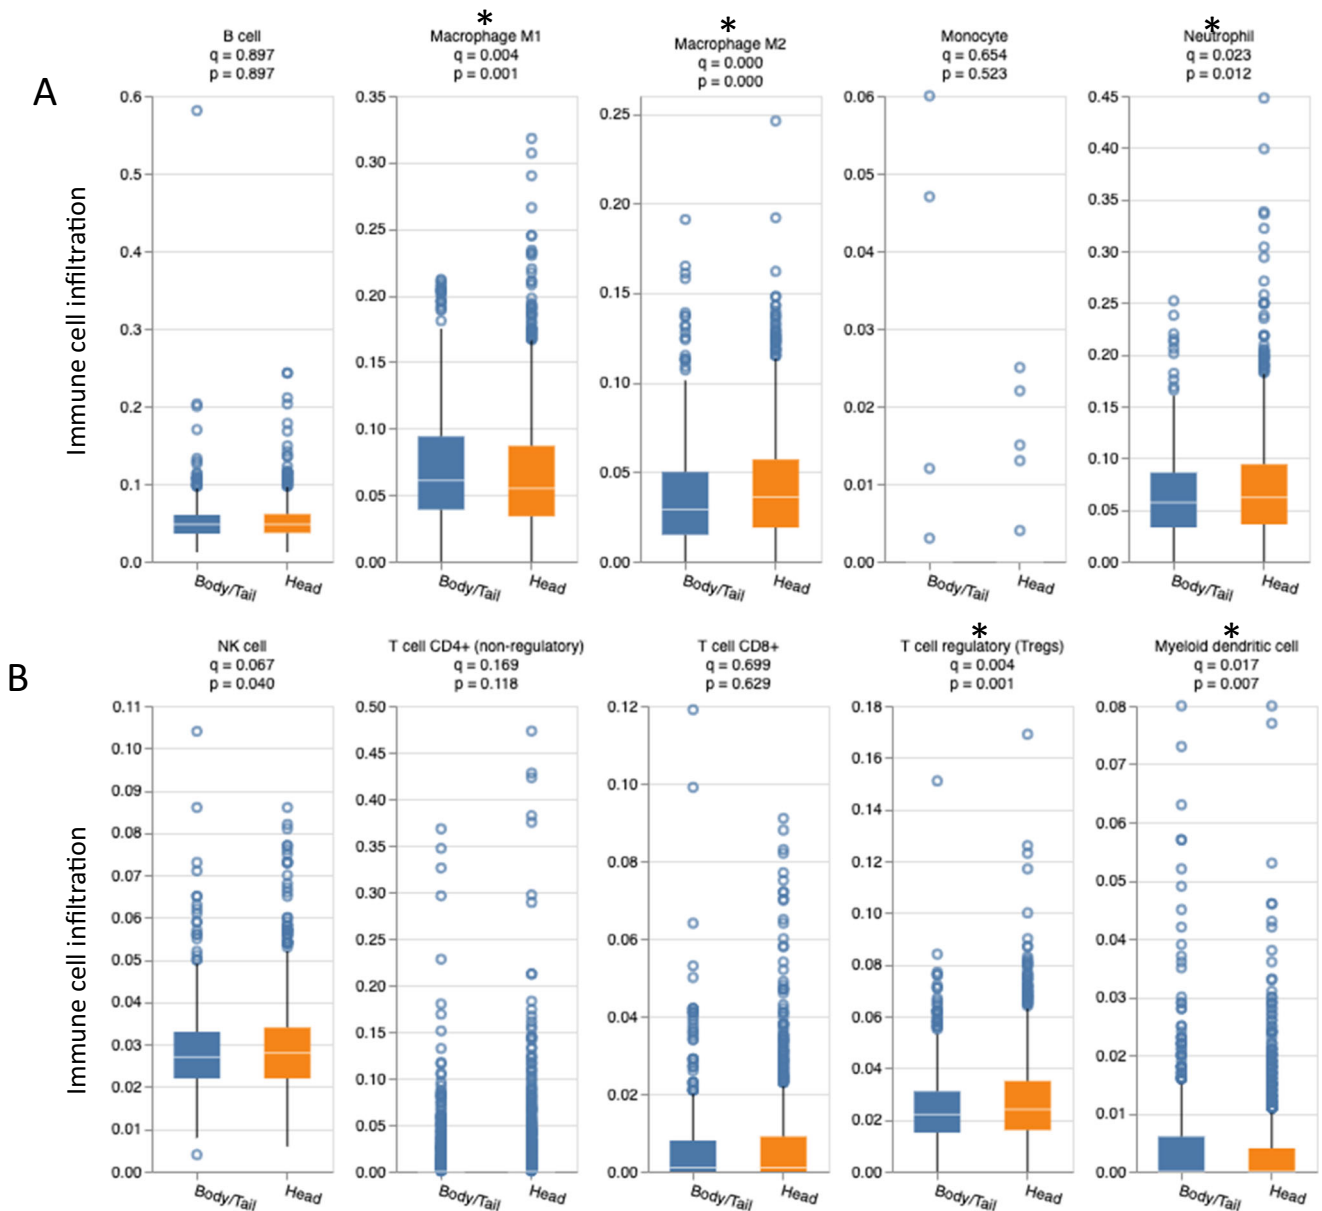 A
Immune cell infiltration
B cell
q = 0.897
p = 0.897
0.6
0.5
0.4
0.3
0.2
0.1
0.0
Body/Tail
Head
*
Macrophage M1
q = 0.004
p = 0.001
0.35
0.30
0.25
0.20
0.15
0.10
0.05
0.00
Body/Tail
Head
*
Macrophage M2
q = 0.000
p = 0.000
0.25
0.20
0.15
0.10
0.05
0.00
Body/Tail
Head
Monocyte
q = 0.654
p = 0.523
0.06
0.05
0.04
0.03
0.02
0.01
0.00
Body/Tail
Head
*
Neutrophil
q = 0.023
p = 0.012
0.45
0.40
0.35
0.30
0.25
0.20
0.15
0.10
0.05
0.00
Body/Tail
Head
B
Immune cell infiltration
NK cell
q = 0.067
p = 0.040
0.11
0.10
0.09
0.08
0.07
0.06
0.05
0.04
0.03
0.02
0.01
0.00
Body/Tail
Head
T cell CD4+ (non-regulatory)
q = 0.169
p = 0.118
0.50
0.45
0.40
0.35
0.30
0.25
0.20
0.15
0.10
0.05
0.00
Body/Tail
Head
T cell CD8+
q = 0.699
p = 0.629
0.12
0.10
0.08
0.06
0.04
0.02
0.00
Body/Tail
Head
*
T cell regulatory (Tregs)
q = 0.004
p = 0.001
0.18
0.16
0.14
0.12
0.10
0.08
0.06
0.04
0.02
0.00
Body/Tail
Head
*
Myeloid dendritic cell
q = 0.017
p = 0.007
0.08
0.07
0.06
0.05
0.04
0.03
0.02
0.01
0.00
Body/Tail
Head